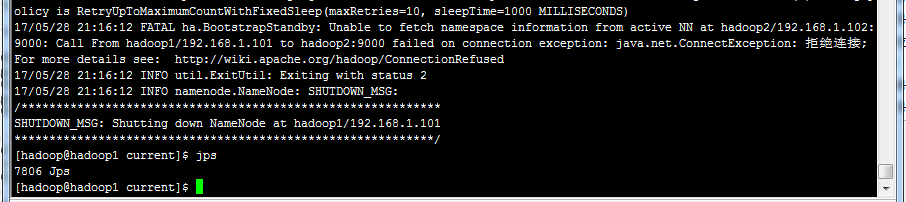 olicy is RetryUpToMaximumCountWithFixedSleep(maxRetries=10, sleepTime=1000 MILLISECONDS)
17/05/28 21:16:12 FATAL ha.BootstrapStandby: Unable to fetch namespace information from active NN at hadoop2/192.168.1.102:
9000: Call From hadoop1/192.168.1.101 to hadoop2:9000 failed on connection exception: java.net.ConnectException: 拒绝连接;
For more details see:  http://wiki.apache.org/hadoop/ConnectionRefused
17/05/28 21:16:12 INFO util.ExitUtil: Exiting with status 2
17/05/28 21:16:12 INFO namenode.NameNode: SHUTDOWN_MSG:
/************************************************************
SHUTDOWN_MSG: Shutting down NameNode at hadoop1/192.168.1.101
************************************************************/
[hadoop@hadoop1 current]$ jps
7806 Jps
[hadoop@hadoop1 current]$